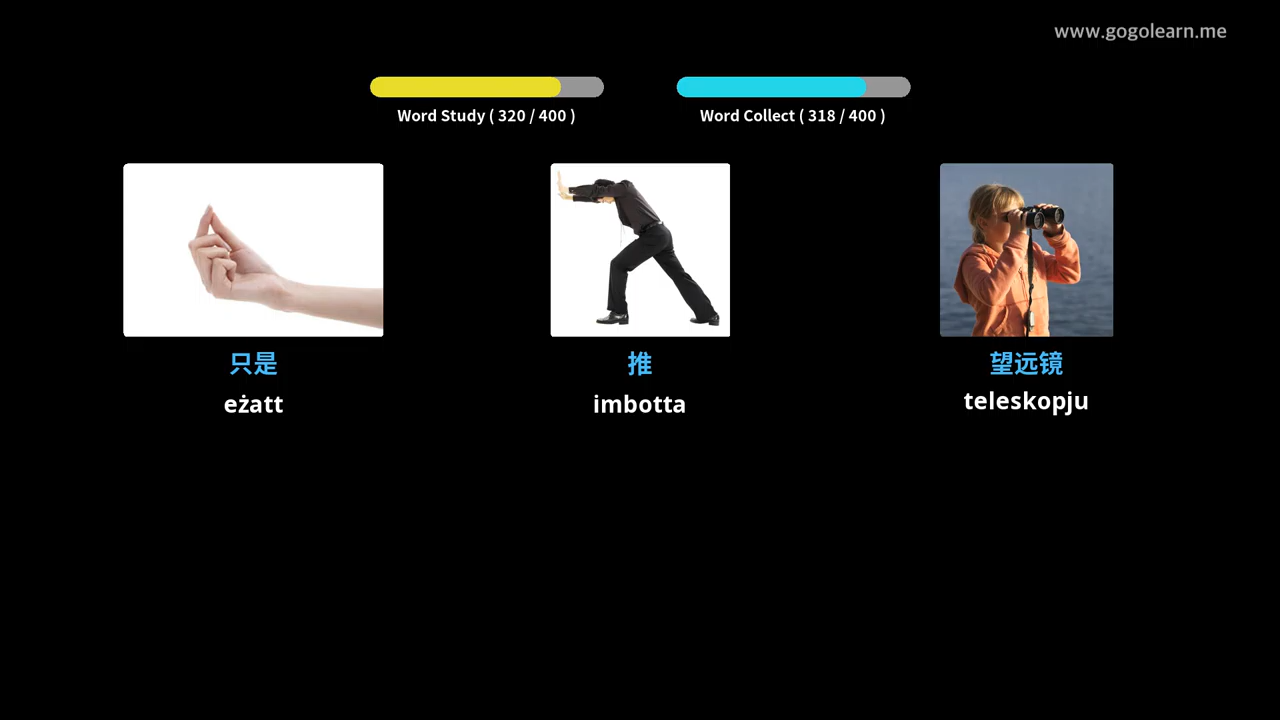 www.gogolearn.me
Word Study ( 320 / 400 )
Word Collect ( 318 / 400 )
只是
推
望远镜
eżatt
imbotta
teleskopju